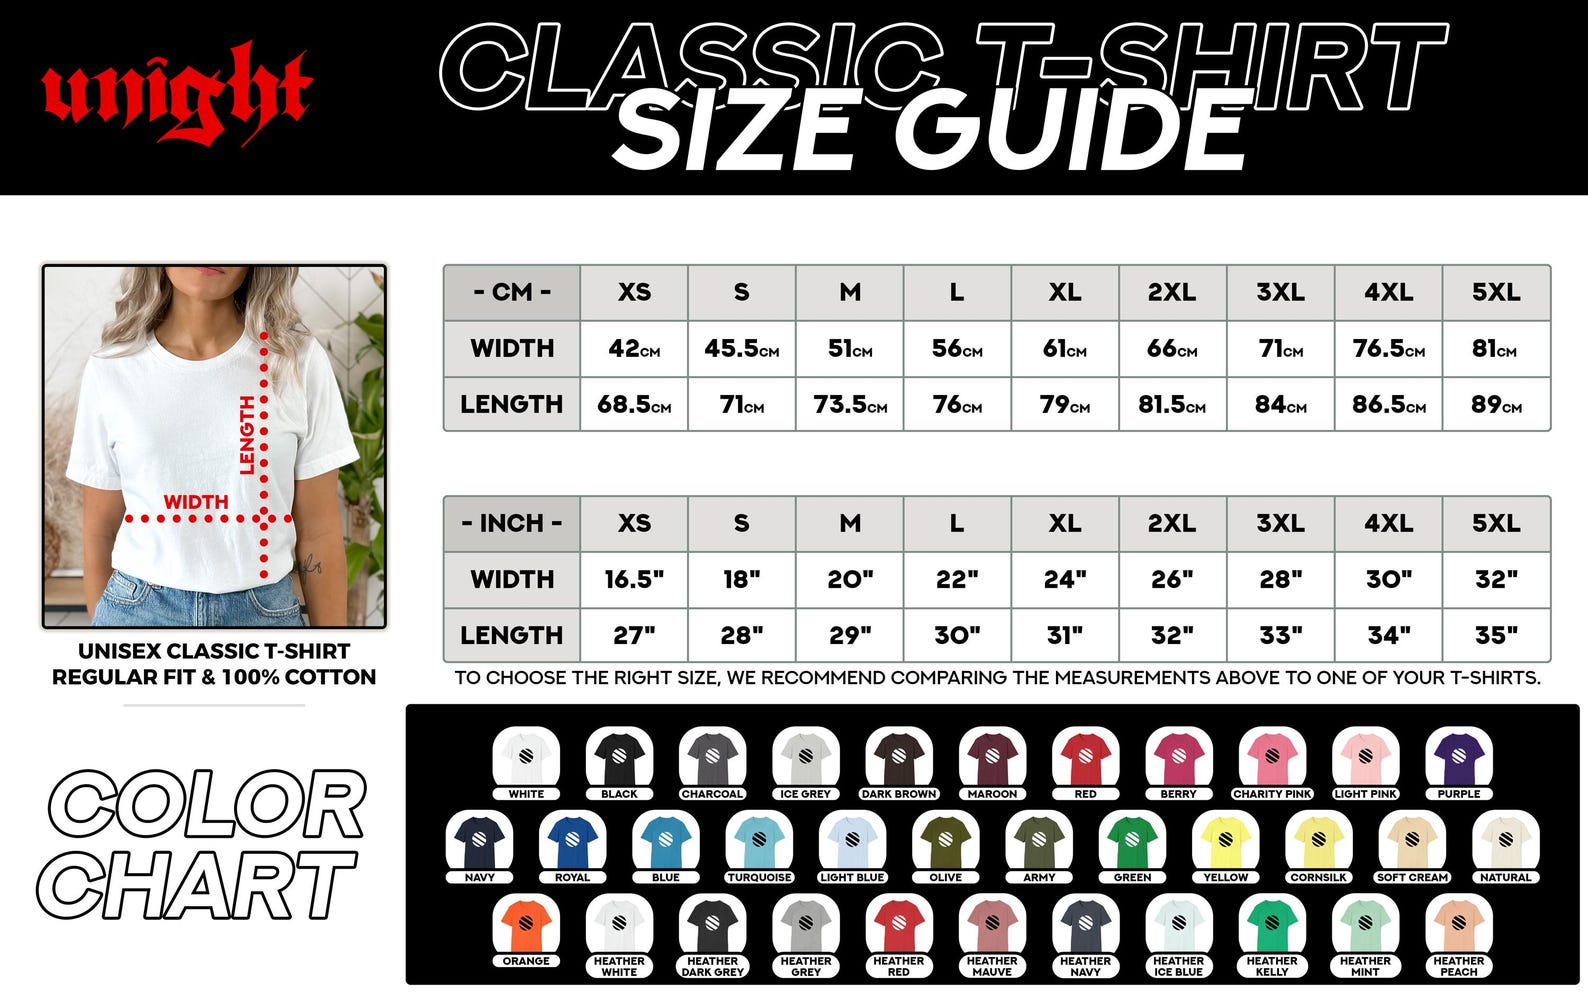 unight
CLASSIC T-SHIRT
SIZE GUIDE
- CM - XS S M L XL 2XL 3XL 4XL 5XL
WIDTH 42CM 45.5CM 51CM 56CM 61CM 66CM 71CM 76.5CM 81CM
LENGTH 68.5CM 71CM 73.5CM 76CM 79CM 81.5CM 84CM 86.5CM 89CM
LENGTH
WIDTH
- INCH - XS S M L XL 2XL 3XL 4XL 5XL
WIDTH 16.5" 18" 20" 22" 24" 26" 28" 30" 32"
LENGTH 27" 28" 29" 30" 31" 32" 33" 34" 35"
UNISEX CLASSIC T-SHIRT
REGULAR FIT & 100% COTTON
TO CHOOSE THE RIGHT SIZE, WE RECOMMEND COMPARING THE MEASUREMENTS ABOVE TO ONE OF YOUR T-SHIRTS.
COLOR
CHART
WHITE BLACK CHARCOAL ICE GREY DARK BROWN MAROON RED BERRY CHARITY PINK LIGHT PINK PURPLE
NAVY ROYAL BLUE TURQUOISE LIGHT BLUE OLIVE ARMY GREEN YELLOW CORNSILK SOFT CREAM NATURAL
ORANGE HEATHER HEATHER HEATHER HEATHER HEATHER HEATHER HEATHER HEATHER HEATHER HEATHER
WHITE DARK GREY GREY RED MAUVE NAVY ICE BLUE KELLY MINT PEACH